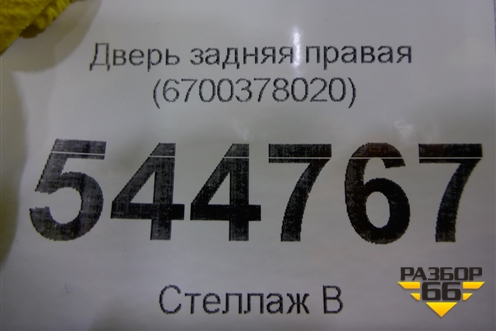 Дверь задняя правая
(6700378020)
544767
Стеллаж В
РАЗБОР
66